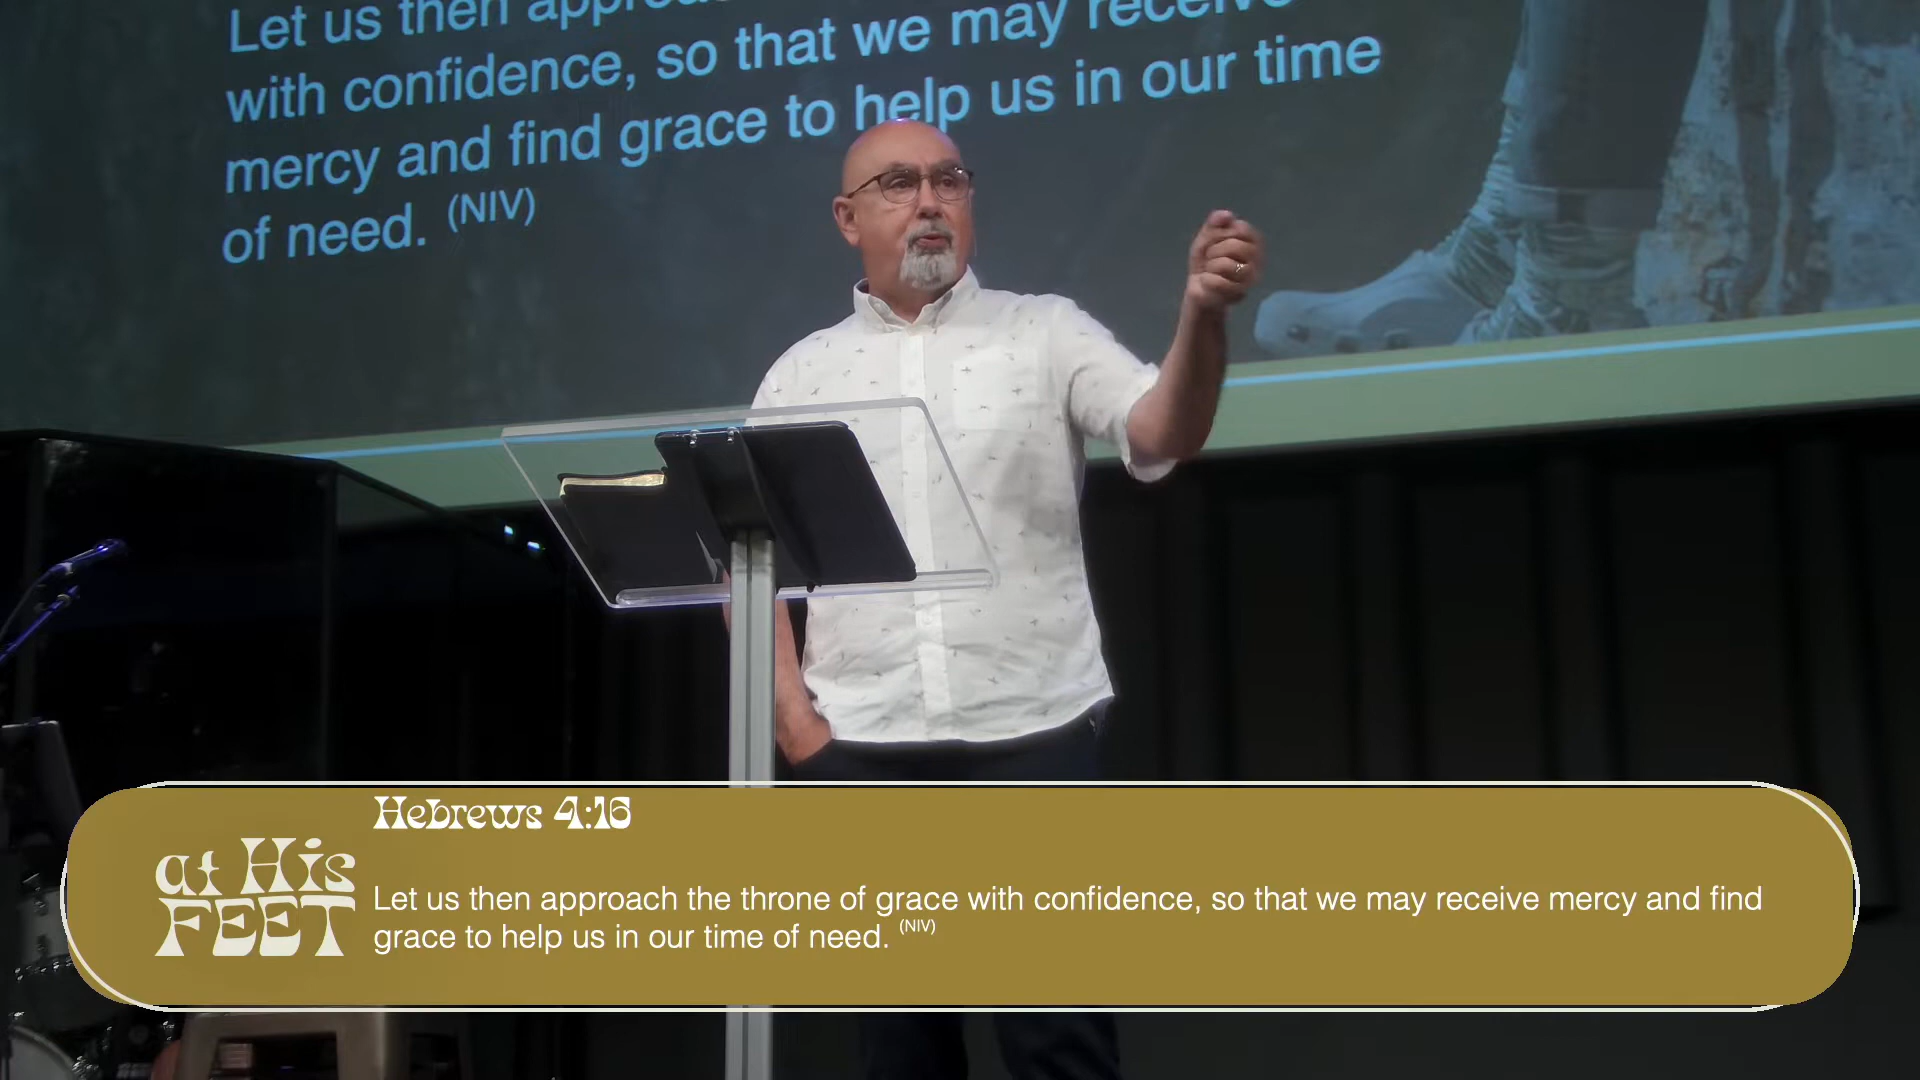 Let us then
with confidence, so that we may receive
mercy and find grace to help us in our time
of need. (NIV)
Hebrews 4:16
at His
FEET
Let us then approach the throne of grace with confidence, so that we may receive mercy and find
grace to help us in our time of need. (NIV)